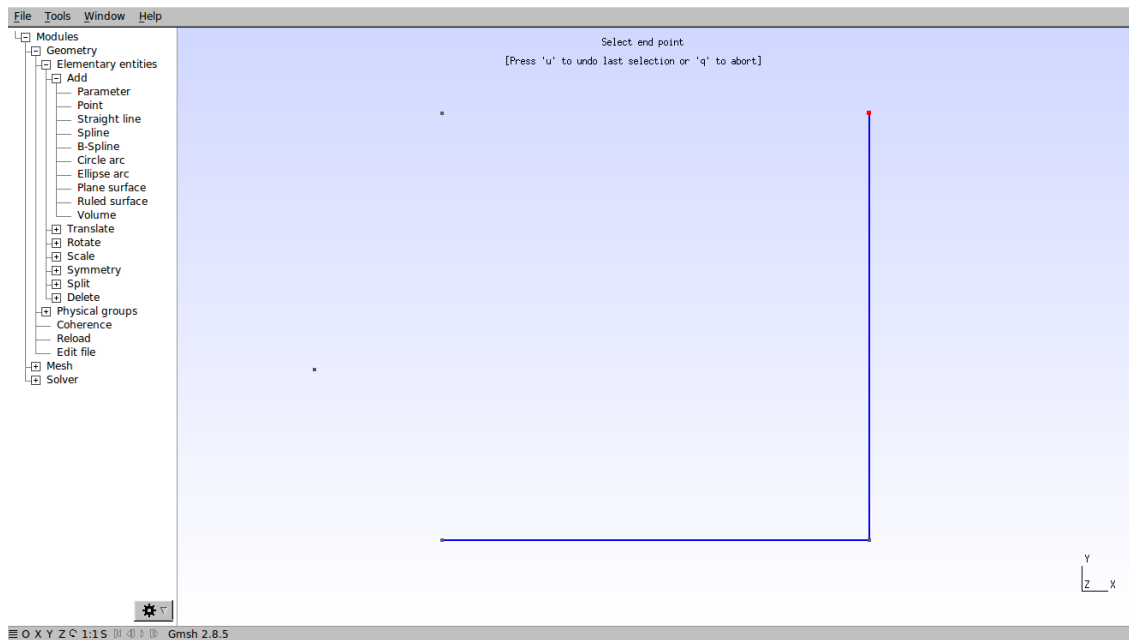 File Tools Window Help
Modules
Geometry
Elementary entities
Add
Parameter
Point
Straight line
Spline
B-Spline
Circle arc
Ellipse arc
Plane surface
Ruled surface
Volume
Translate
Rotate
Scale
Symmetry
Split
Delete
Physical groups
Coherence
Reload
Edit file
Mesh
Solver
Select end point
[Press 'u' to undo last selection or 'q' to abort]
Y
Z X
O X Y Z 1:1 S Gmsh 2.8.5